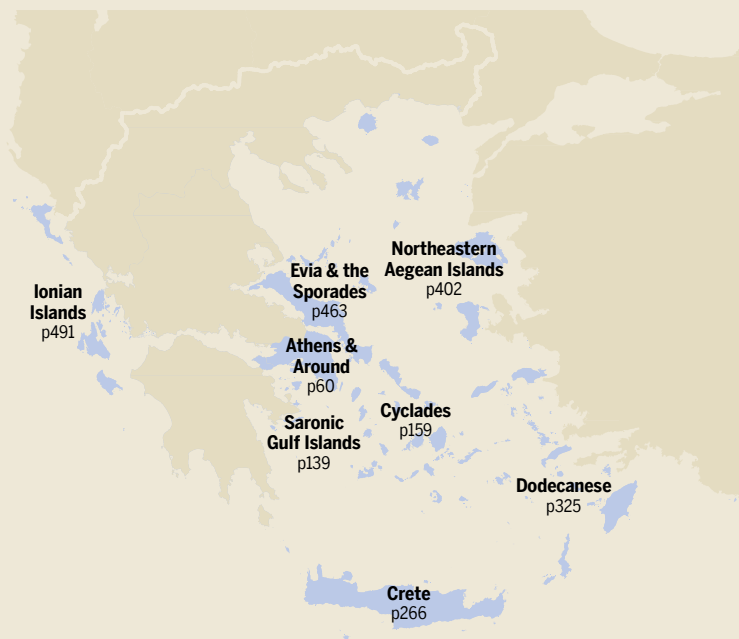 Northeastern
Aegean Islands
p402
Evia & the
Sporades
p463
Ionian
Islands
p491
Athens &
Around
p60
Cyclades
p159
Saronic
Gulf Islands
p139
Dodecanese
p325
Crete
p266